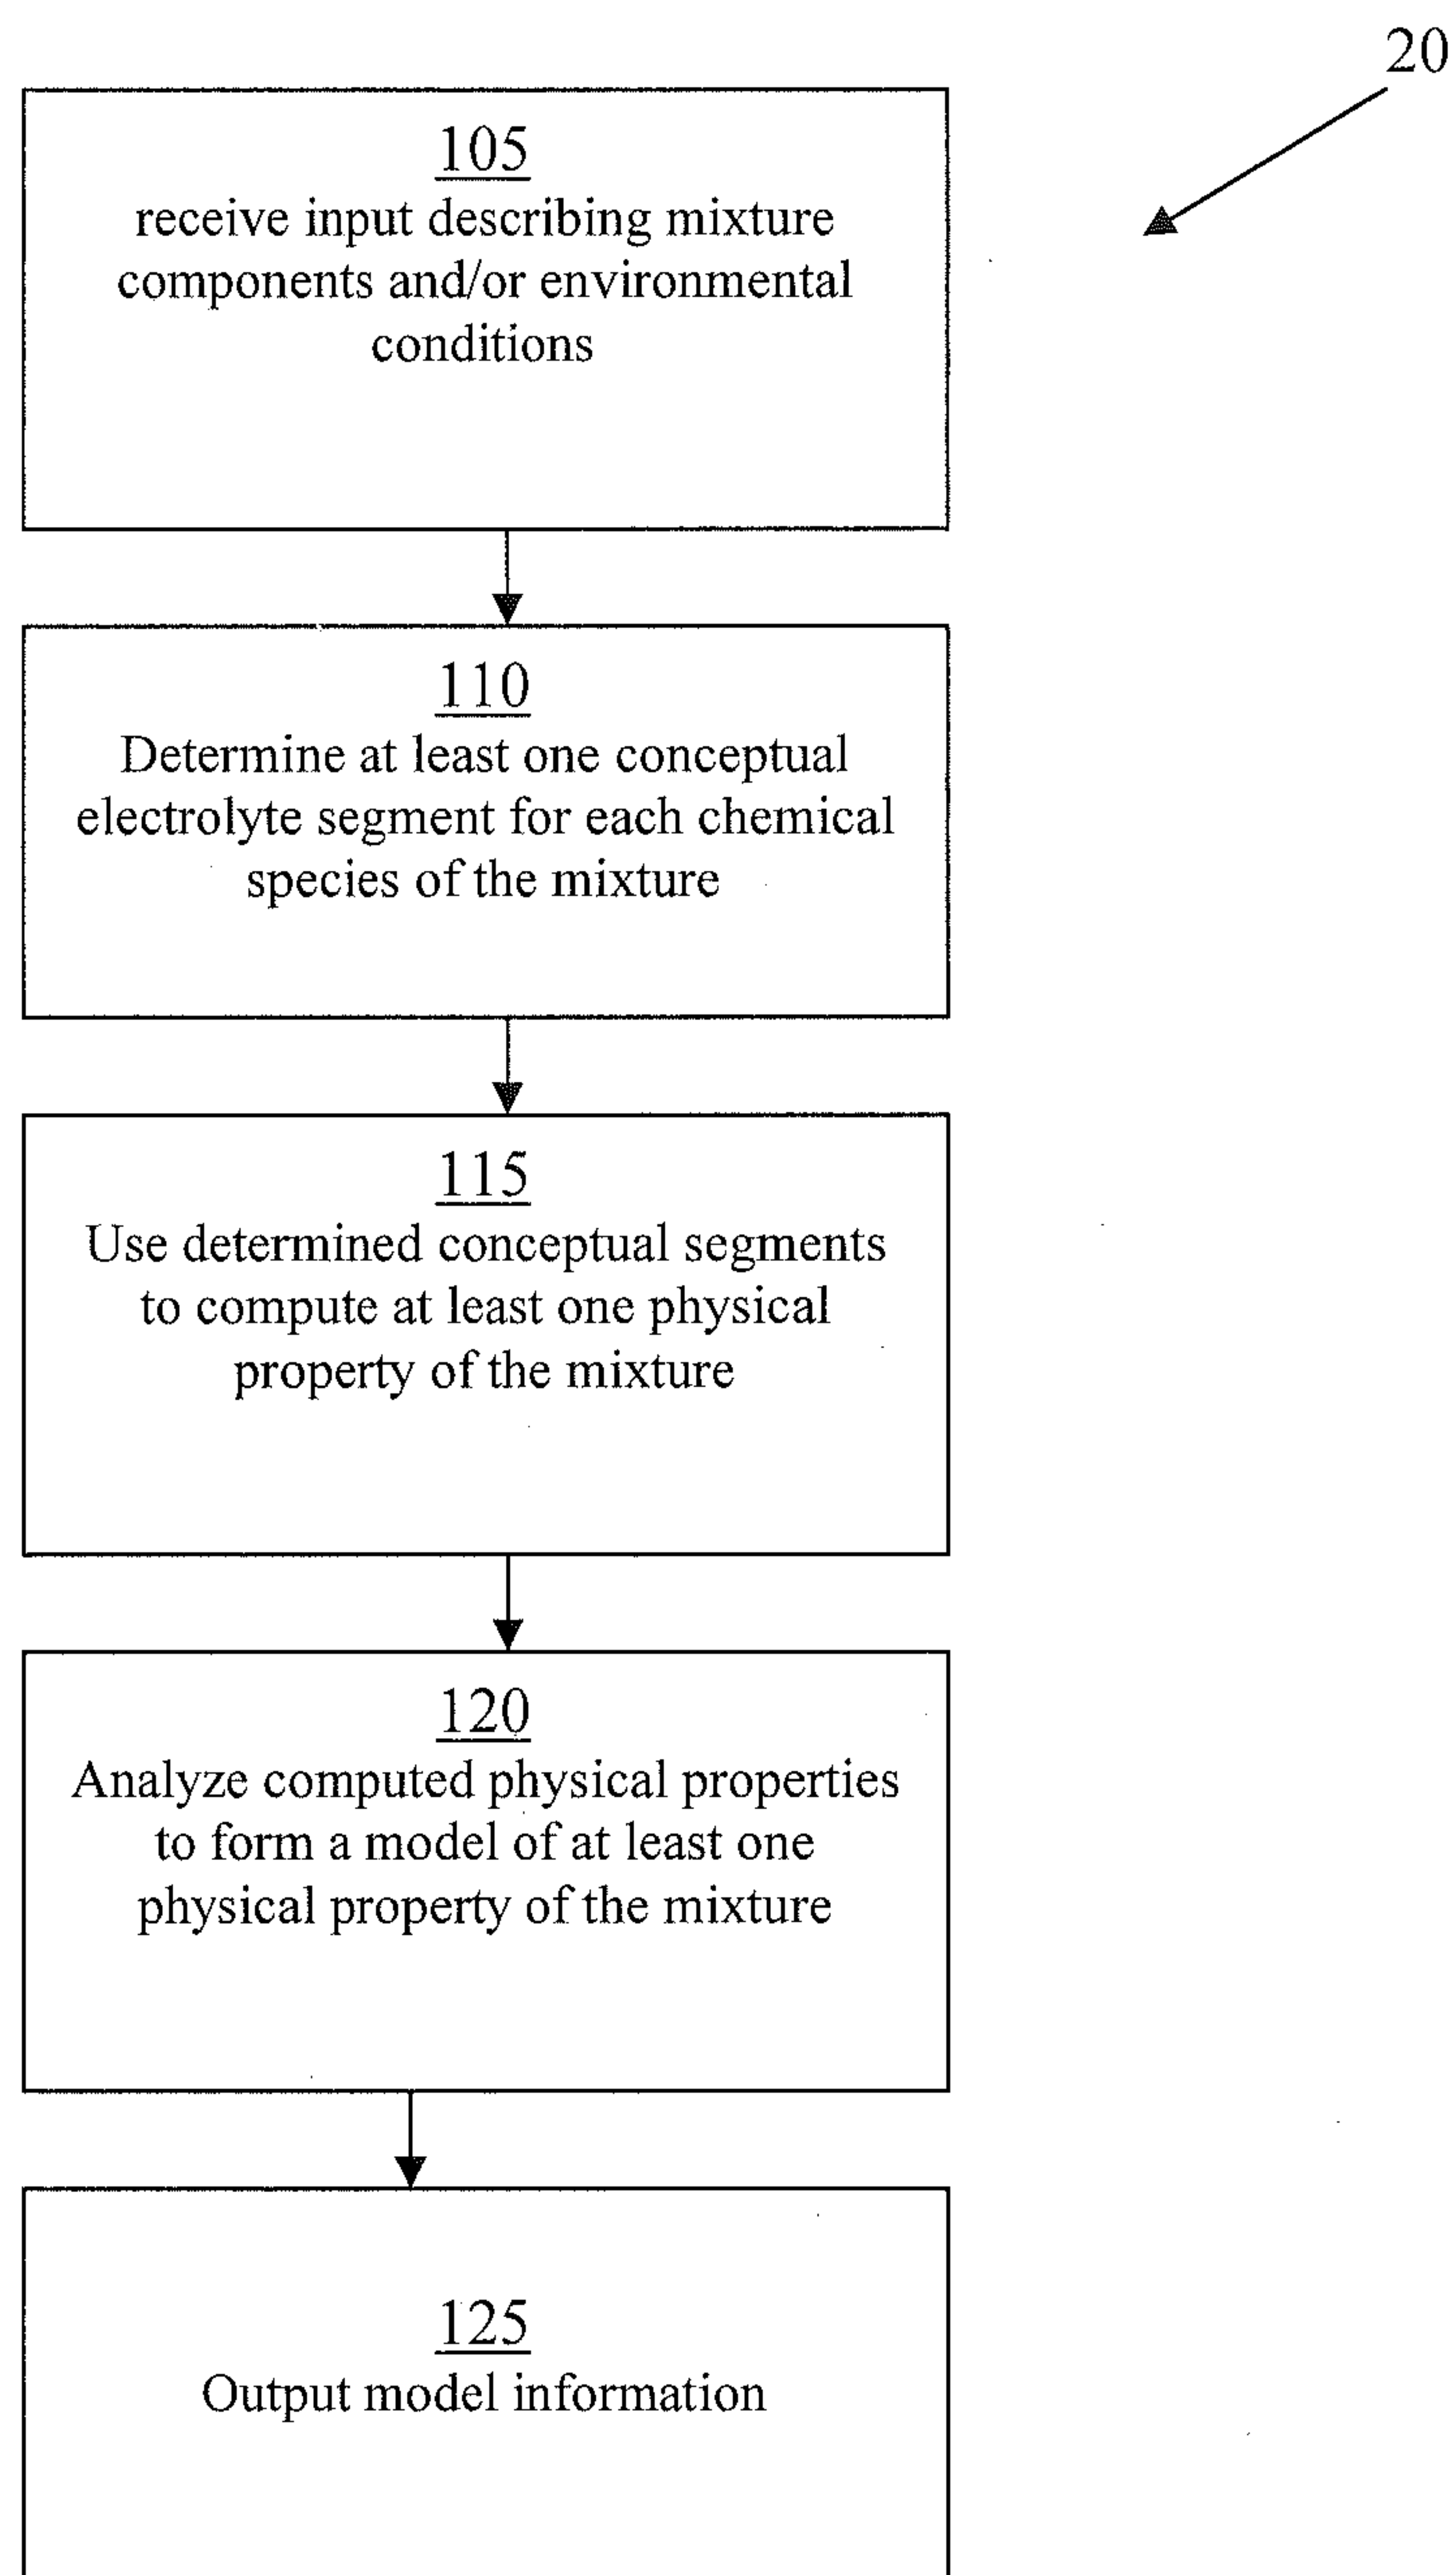 20
105
receive input describing mixture
components and/or environmental
conditions
110
Determine at least one conceptual
electrolyte segment for each chemical
species of the mixture
115
Use determined conceptual segments
to compute at least one physical
property of the mixture
120
Analyze computed physical properties
to form a model of at least one
physical property of the mixture
125
Output model information